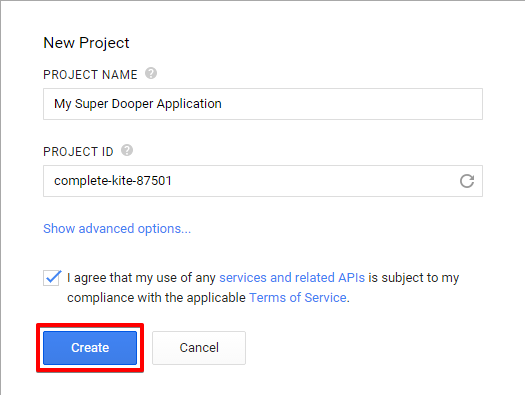 New Project
PROJECT NAME ?
My Super Dooper Application
PROJECT ID ?
complete-kite-87501
Show advanced options...
I agree that my use of any services and related APIs is subject to my
compliance with the applicable Terms of Service.
Create Cancel